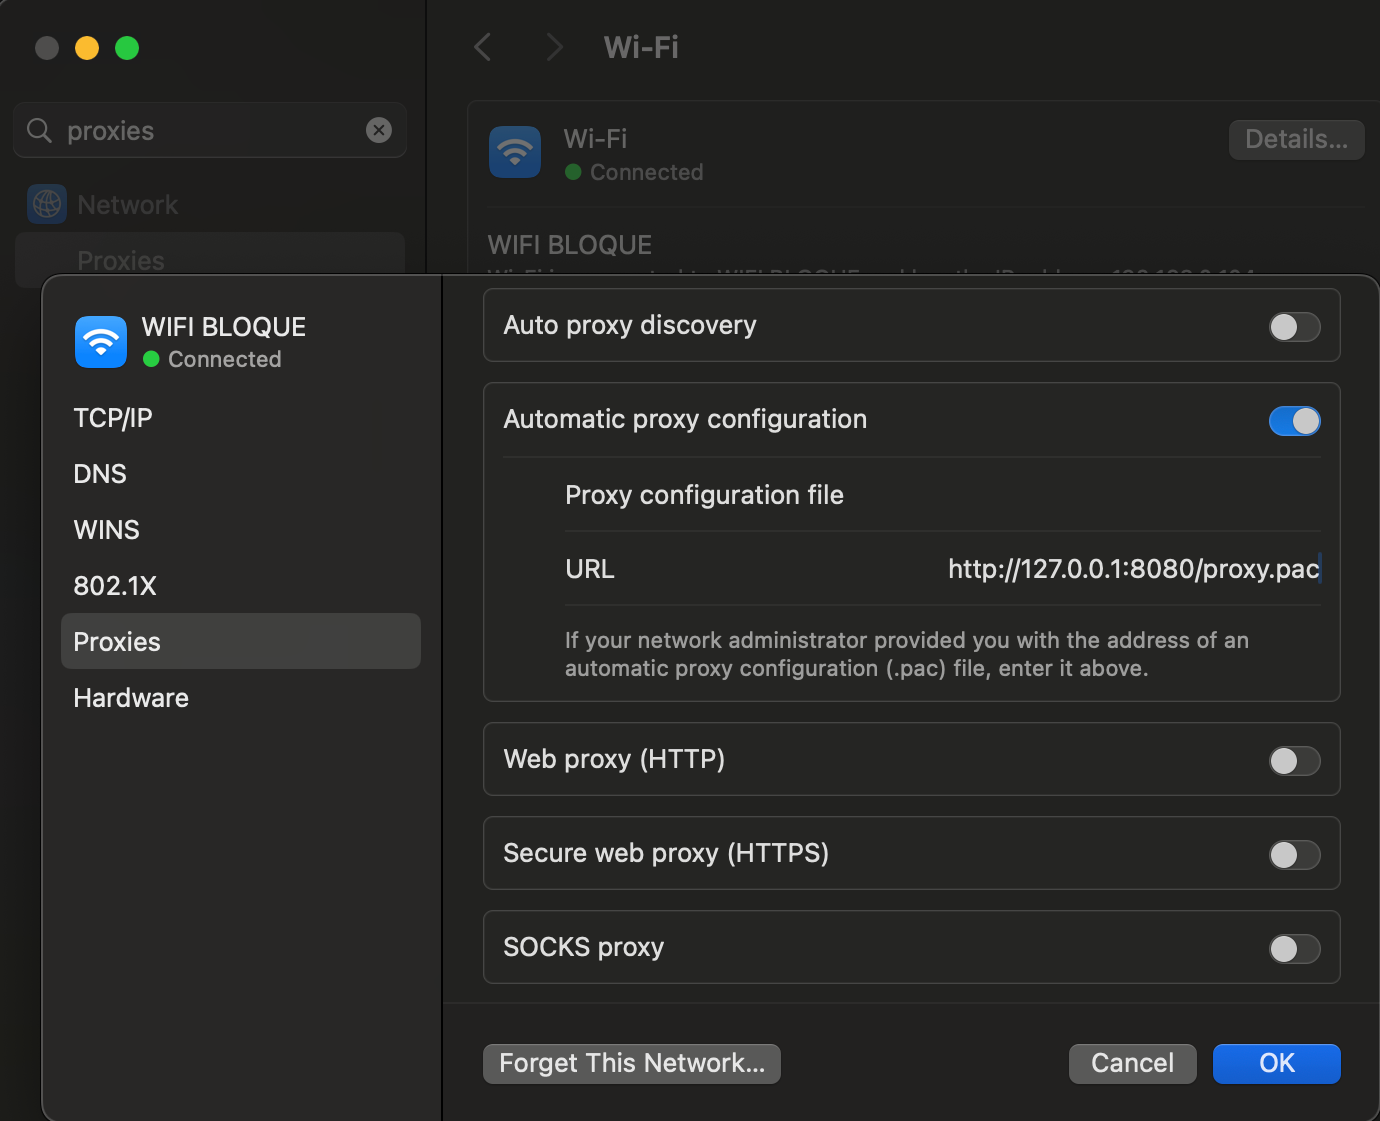 Wi-Fi
proxies
Wi-Fi
Connected
Details...
Network
Proxies
WIFI BLOQUE
WIFI BLOQUE
Connected
TCP/IP
DNS
WINS
802.1X
Proxies
Hardware
Auto proxy discovery
Automatic proxy configuration
Proxy configuration file
URL http://127.0.0.1:8080/proxy.pac
If your network administrator provided you with the address of an
automatic proxy configuration (.pac) file, enter it above.
Web proxy (HTTP)
Secure web proxy (HTTPS)
SOCKS proxy
Forget This Network...
Cancel
OK